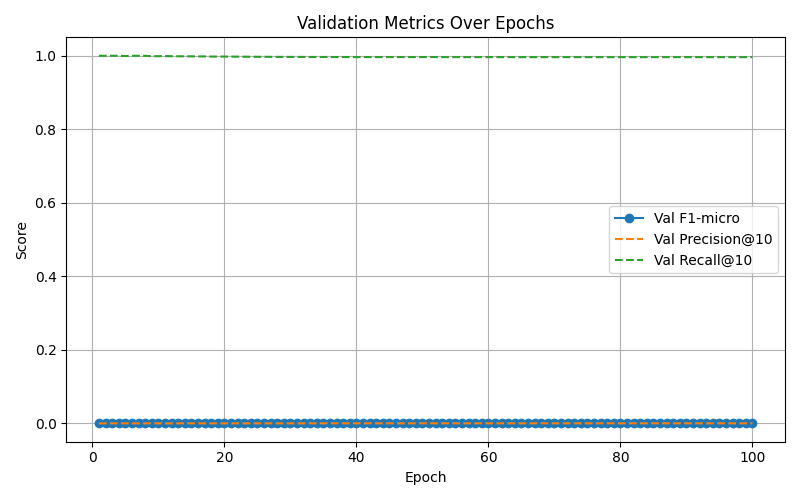 Validation Metrics Over Epochs
Score
1.0
0.8
0.6
0.4
0.2
0.0
Val F1-micro
Val Precision@10
Val Recall@10
0 20 40 60 80 100
Epoch